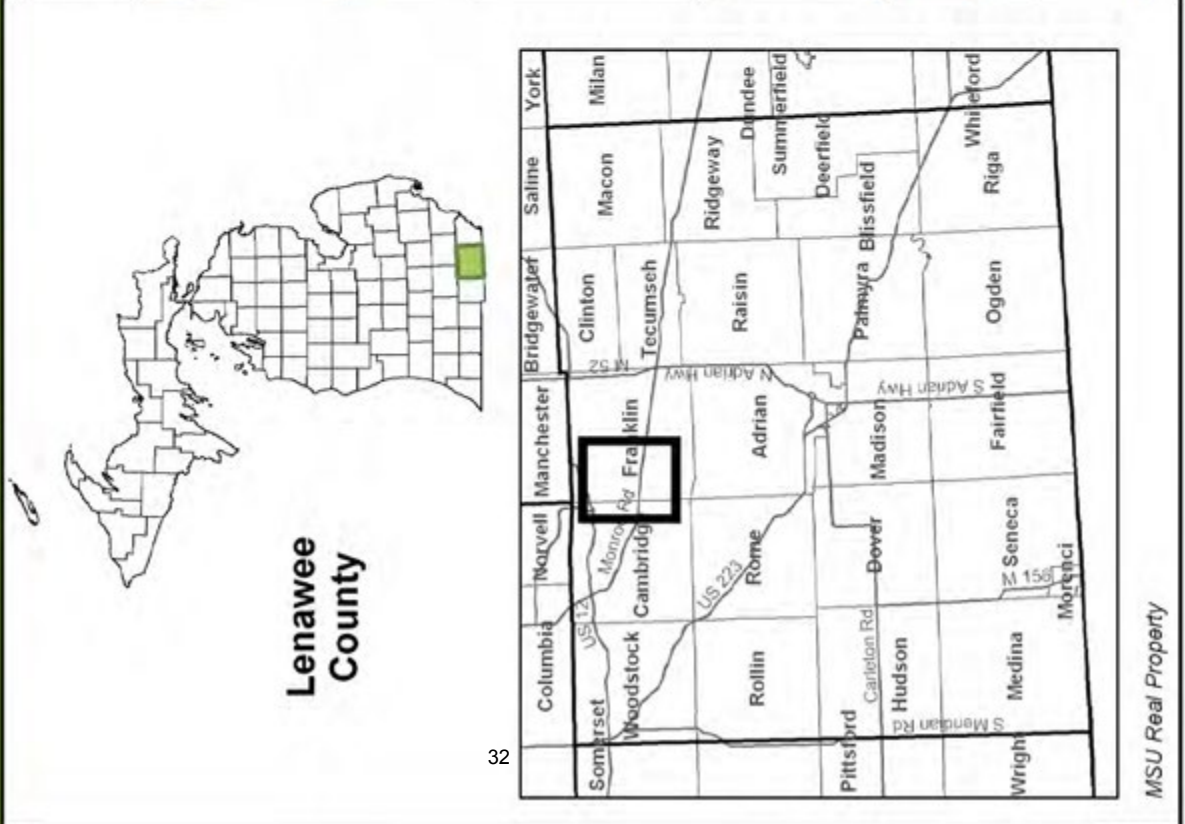 Lenawee
County
32
Columbia
Norvell
Manchester
Bridgewater
Saline
York
US 12
Somerset
Woodstock
Monroe Rd
Cambridg
Franklin
M 52
Clinton
Tecumseh
Macon
Milan
US 223
Rollin
Rome
Adrian
N Adrian Hwy
Raisin
Ridgeway
Dundee
Summerfield
Deerfield
Pittsford
Carleton Rd
Hudson
Dover
Madison
Palmyra
Blissfield
S Meridian Rd
S Adrian Hwy
Wright
Medina
M 156
Seneca
Morenci
Fairfield
Ogden
Riga
Whiteford
MSU Real Property